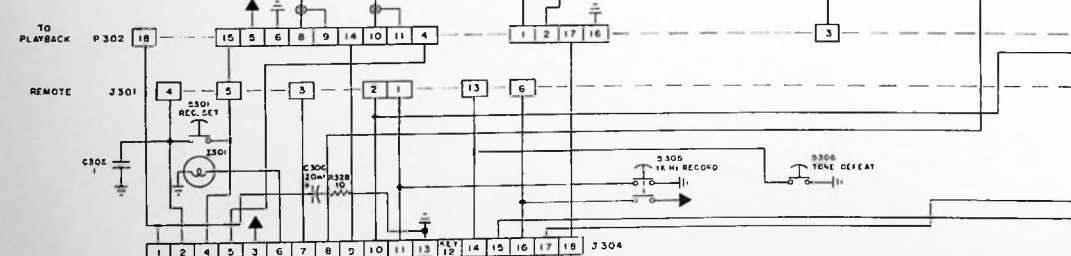 TO
PLAYBACK P302 18 15 5 6 8 9 14 10 11 4 1 2 17 16 3
REMOTE J301 4 5 3 2 1 13 6
S301
REC. SET
I301
C302
1
C306
20mf
R328
10
S305
1K Hz RECORD
S306
TONE DEFEAT
1 2 4 5 3 6 7 8 9 10 11 13 KEY 12 14 15 16 17 18 J304